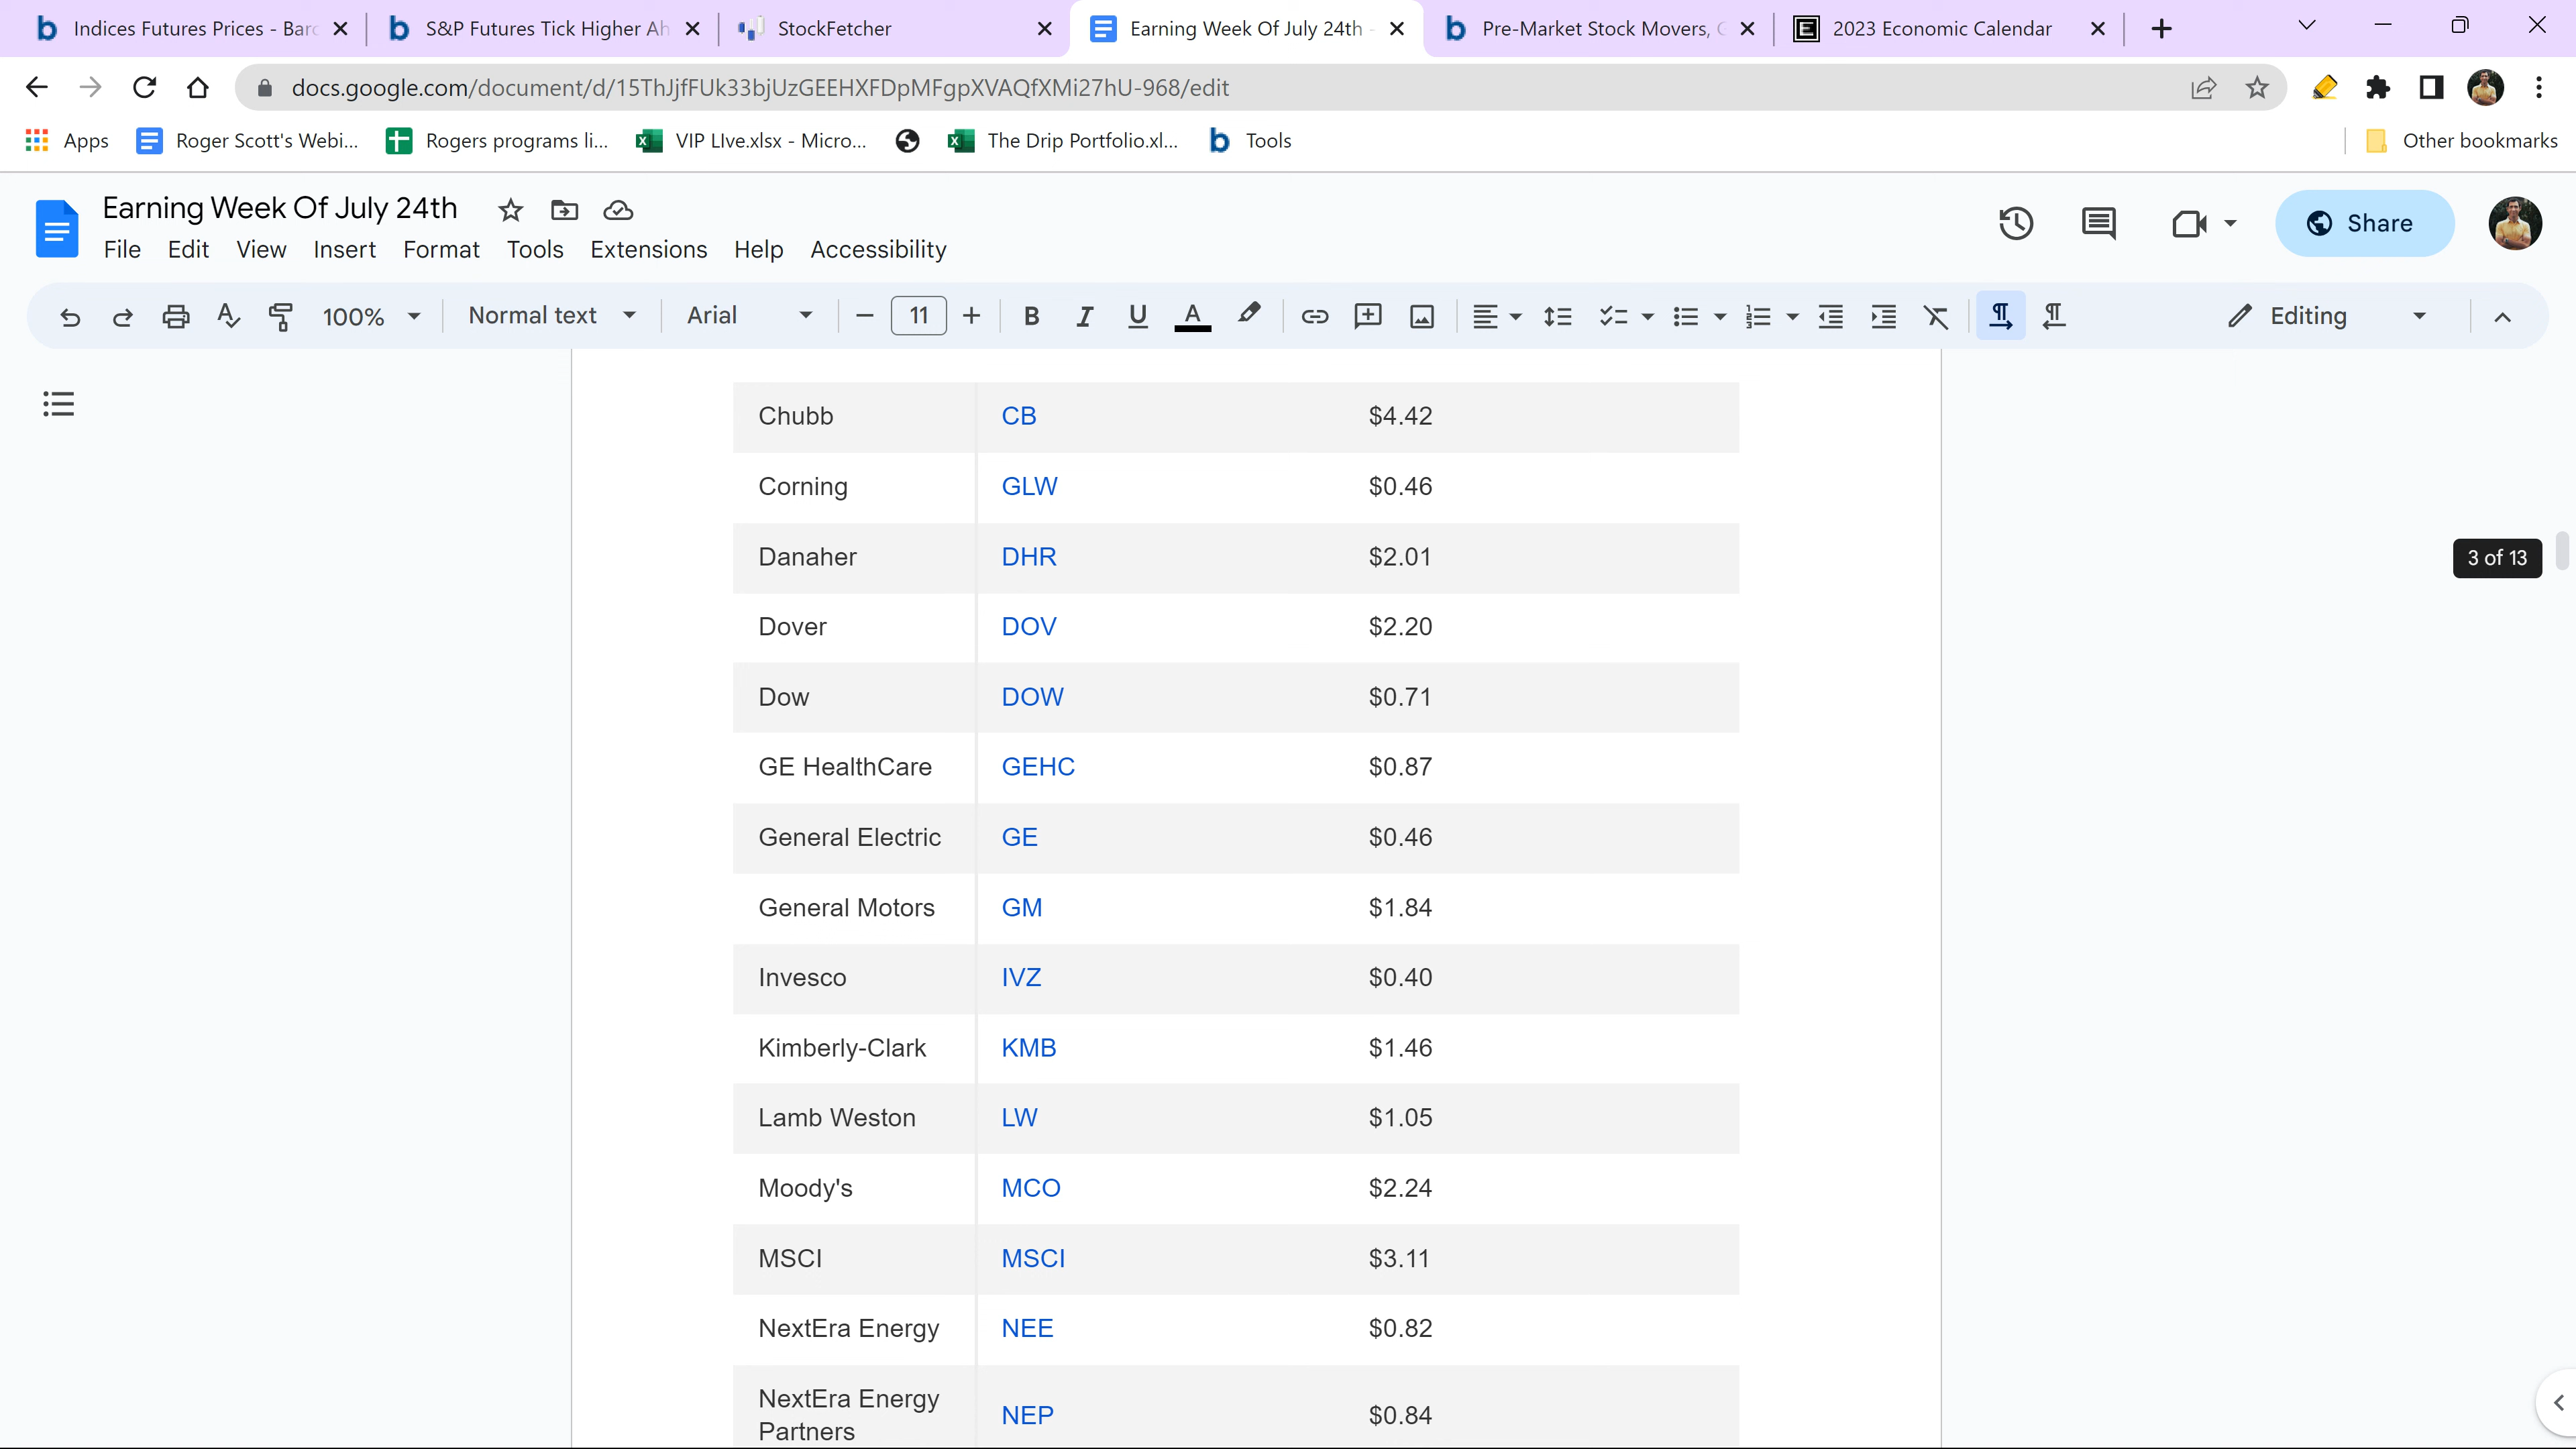 Indices Futures Prices - Barc
S&P Futures Tick Higher Ah
StockFetcher
Earning Week Of July 24th -
Pre-Market Stock Movers, G
2023 Economic Calendar
docs.google.com/document/d/15ThJjfFUk33bjUzGEEHXFDpMFgpXVAQfXMi27hU-968/edit
Apps
Roger Scott's Webi...
Rogers programs li...
VIP LIve.xlsx - Micro...
The Drip Portfolio.xl...
Tools
Other bookmarks
Earning Week Of July 24th
File Edit View Insert Format Tools Extensions Help Accessibility
Share
100% Normal text Arial 11 Editing
Chubb CB $4.42
Corning GLW $0.46
Danaher DHR $2.01
3 of 13
Dover DOV $2.20
Dow DOW $0.71
GE HealthCare GEHC $0.87
General Electric GE $0.46
General Motors GM $1.84
Invesco IVZ $0.40
Kimberly-Clark KMB $1.46
Lamb Weston LW $1.05
Moody's MCO $2.24
MSCI MSCI $3.11
NextEra Energy NEE $0.82
NextEra Energy
Partners NEP $0.84